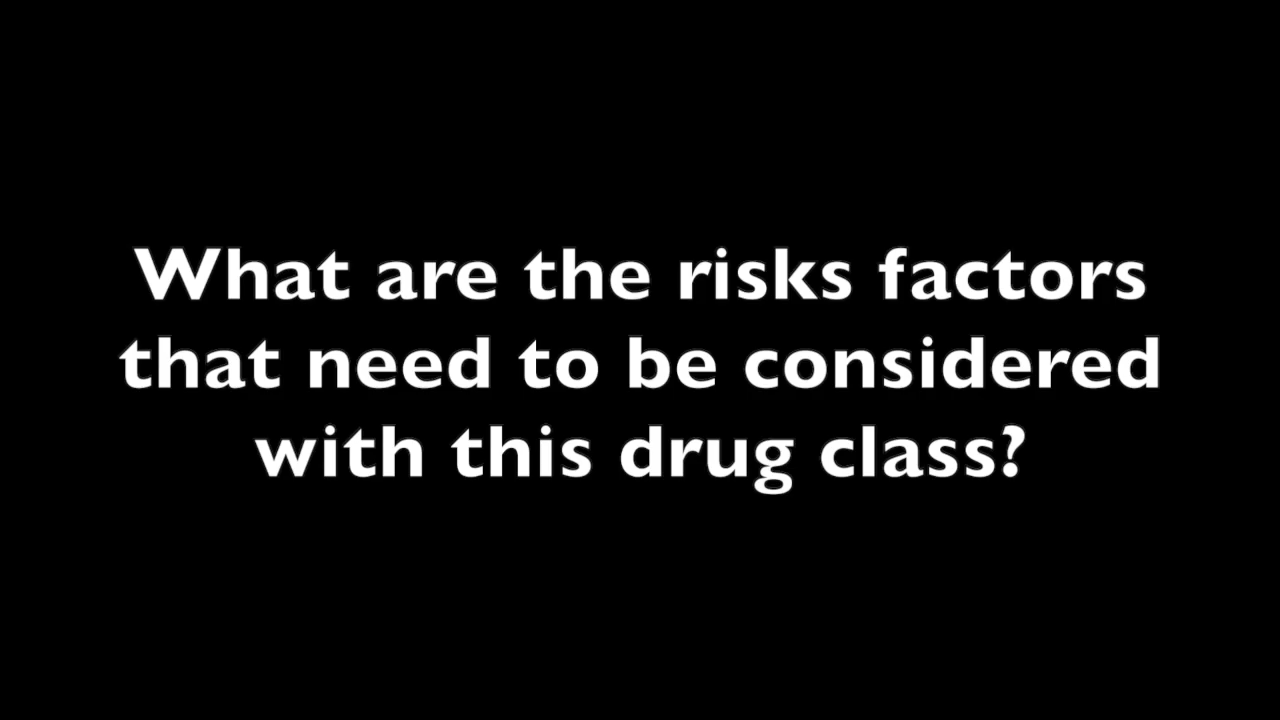 What are the risks factors
that need to be considered
with this drug class?